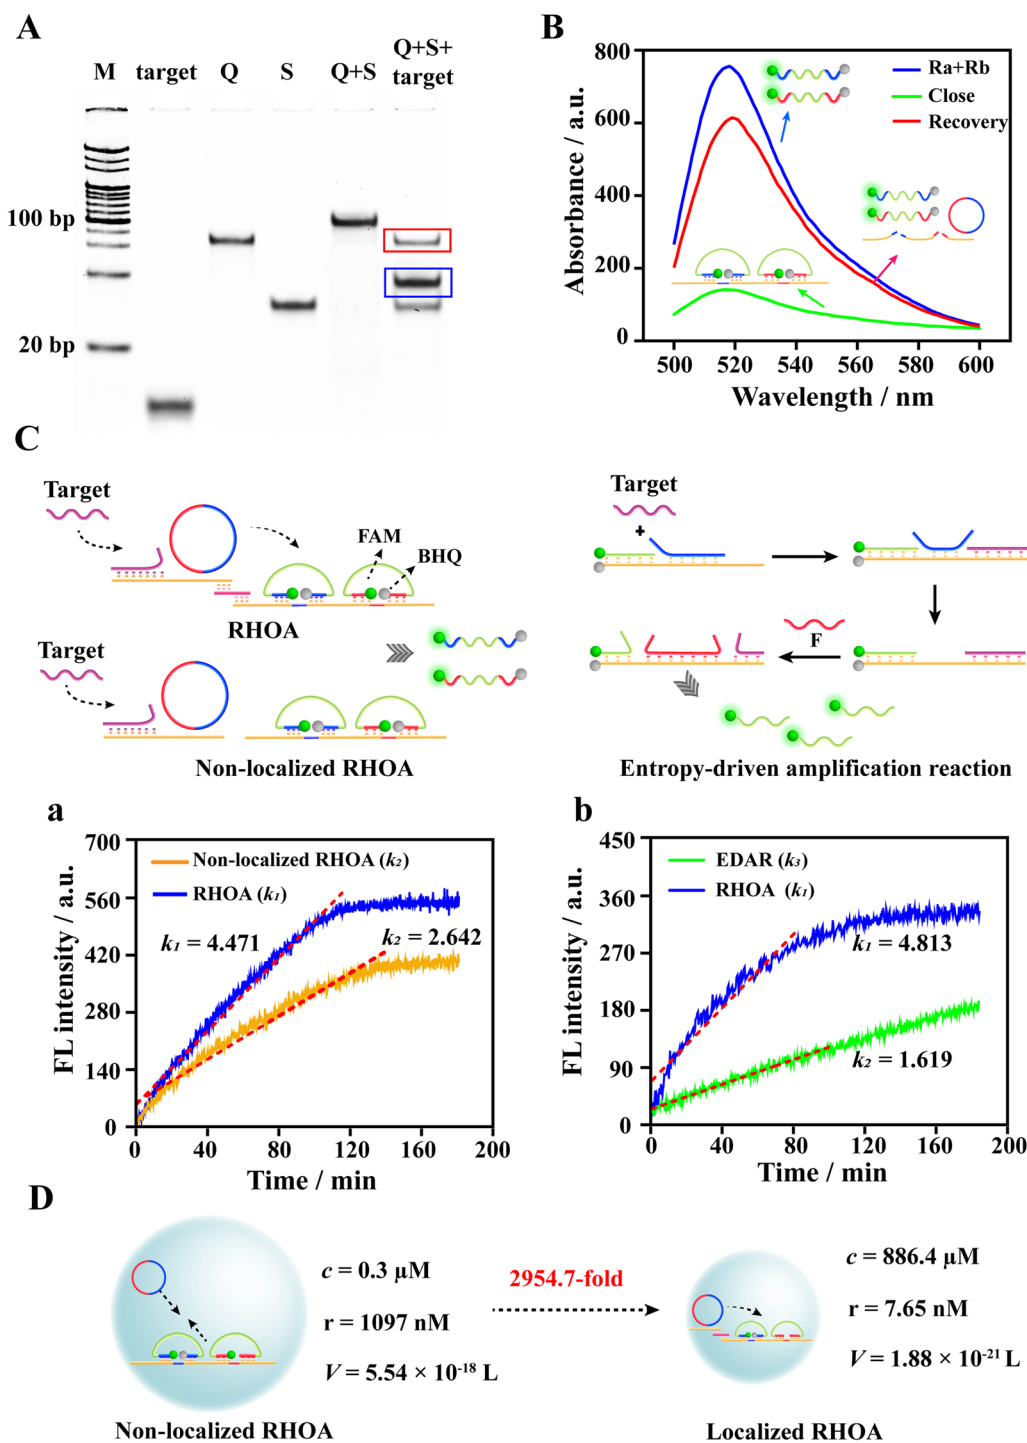 A
M
target
Q
S
Q+S
Q+S+
target
100 bp
20 bp
B
Absorbance / a.u.
800
600
400
200
0
500
520
540
560
580
600
Wavelength / nm
Ra+Rb
Close
Recovery
C
Target
FAM
BHQ
RHOA
Target
Non-localized RHOA
Target
+
F
Entropy-driven amplification reaction
a
FL intensity / a.u.
700
560
420
280
140
0
0
40
80
120
160
200
Time / min
Non-localized RHOA (k₂)
RHOA (k₁)
k₁ = 4.471
k₂ = 2.642
b
FL intensity / a.u.
450
360
270
180
90
0
0
40
80
120
160
200
Time / min
EDAR (k₃)
RHOA (k₁)
k₁ = 4.813
k₂ = 1.619
D
c = 0.3 μM
r = 1097 nM
V = 5.54 × 10⁻¹⁸ L
Non-localized RHOA
2954.7-fold
c = 886.4 μM
r = 7.65 nM
V = 1.88 × 10⁻²¹ L
Localized RHOA